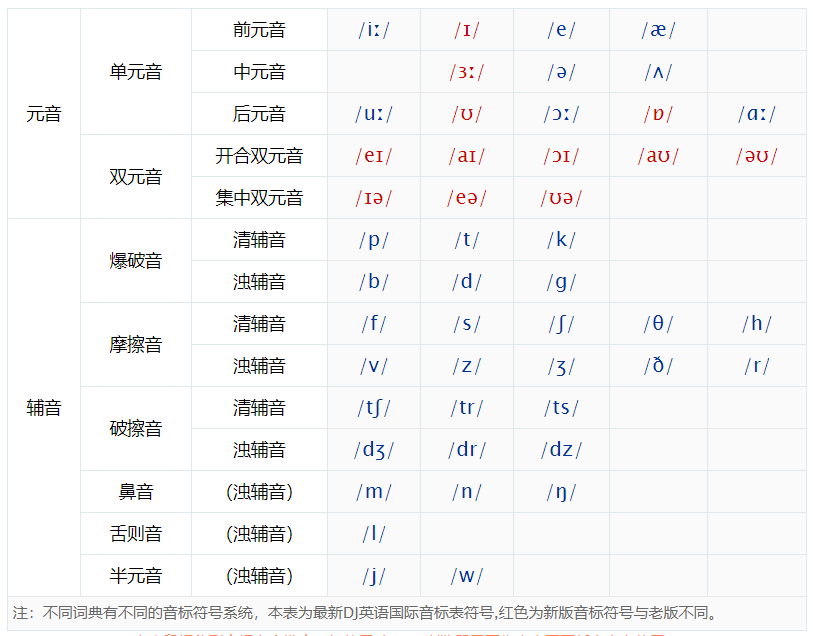 前元音 /iː/ /ɪ/ /e/ /æ/
单元音 中元音 /ɜː/ /ə/ /ʌ/
元音 后元音 /uː/ /ʊ/ /ɔː/ /ɒ/ /ɑː/
双元音 开合双元音 /eɪ/ /aɪ/ /ɔɪ/ /aʊ/ /əʊ/
集中双元音 /ɪə/ /eə/ /ʊə/
爆破音 清辅音 /p/ /t/ /k/
浊辅音 /b/ /d/ /g/
摩擦音 清辅音 /f/ /s/ /ʃ/ /θ/ /h/
浊辅音 /v/ /z/ /ʒ/ /ð/ /r/
辅音 破擦音 清辅音 /tʃ/ /tr/ /ts/
浊辅音 /dʒ/ /dr/ /dz/
鼻音 (浊辅音) /m/ /n/ /ŋ/
舌则音 (浊辅音) /l/
半元音 (浊辅音) /j/ /w/
注：不同词典有不同的音标符号系统，本表为最新DJ英语国际音标表符号,红色为新版音标符号与老版不同。